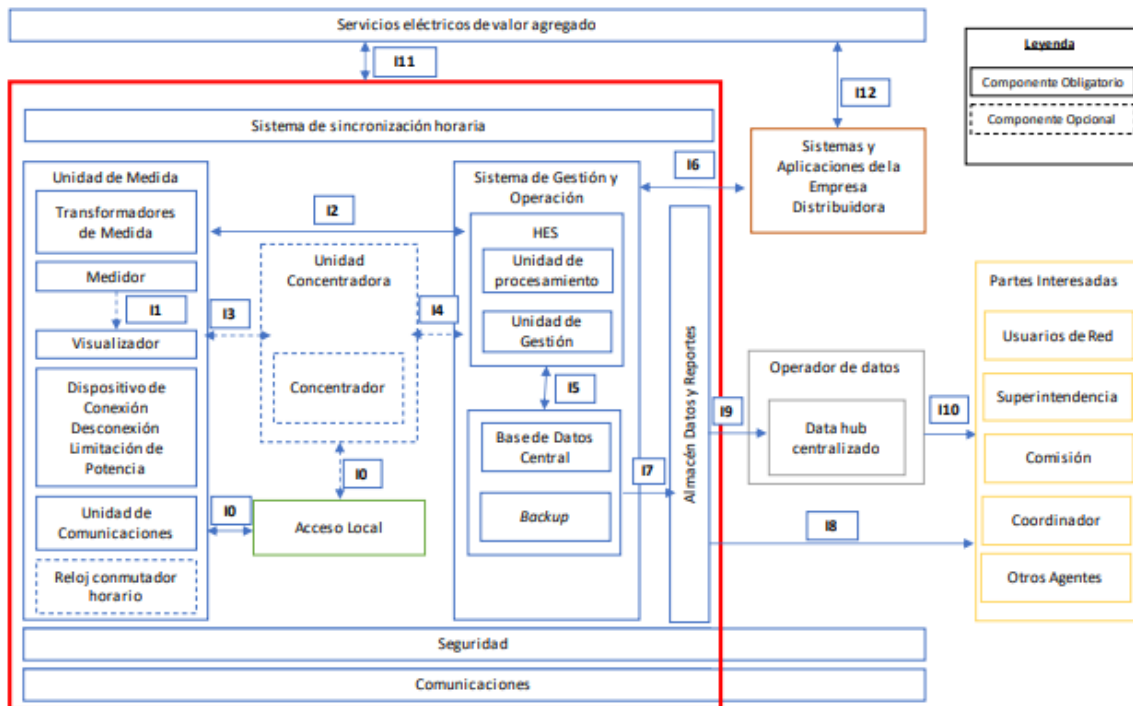 Servicios eléctricos de valor agregado
I11
I12
Leyenda
Componente Obligatorio
Componente Opcional
Sistema de sincronización horaria
Sistemas y
Aplicaciones de la
Empresa
Distribuidora
I6
Unidad de Medida
Transformadores
de Medida
Medidor
I1
Visualizador
Dispositivo de
Conexión
Desconexión
Limitación de
Potencia
Unidad de
Comunicaciones
Reloj conmutador
horario
I2
I3
Unidad
Concentradora
Concentrador
I4
I0
I0
Acceso Local
Sistema de Gestión y
Operación
HES
Unidad de
procesamiento
Unidad de
Gestión
I5
Base de Datos
Central
Backup
I7
Almacén Datos y Reportes
I9
Operador de datos
Data hub
centralizado
I10
I8
Partes Interesadas
Usuarios de Red
Superintendencia
Comisión
Coordinador
Otros Agentes
Seguridad
Comunicaciones